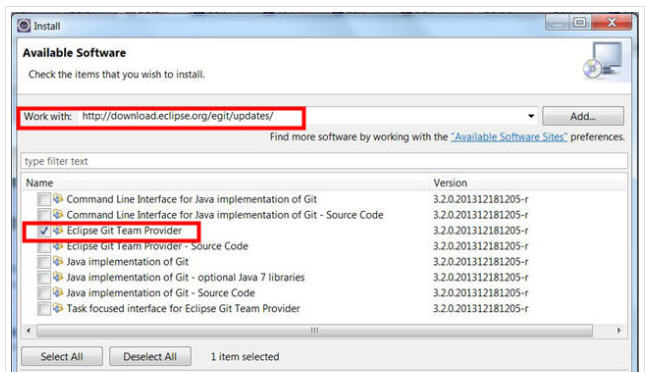 Install
Available Software
Check the items that you wish to install.
Work with: http://download.eclipse.org/egit/updates/ Add...
Find more software by working with the "Available Software Sites" preferences.
type filter text
Name Version
Command Line Interface for Java implementation of Git 3.2.0.201312181205-r
Command Line Interface for Java implementation of Git - Source Code 3.2.0.201312181205-r
Eclipse Git Team Provider 3.2.0.201312181205-r
Eclipse Git Team Provider - Source Code 3.2.0.201312181205-r
Java implementation of Git 3.2.0.201312181205-r
Java implementation of Git - optional Java 7 libraries 3.2.0.201312181205-r
Java implementation of Git - Source Code 3.2.0.201312181205-r
Task focused interface for Eclipse Git Team Provider 3.2.0.201312181205-r
Select All Deselect All 1 item selected